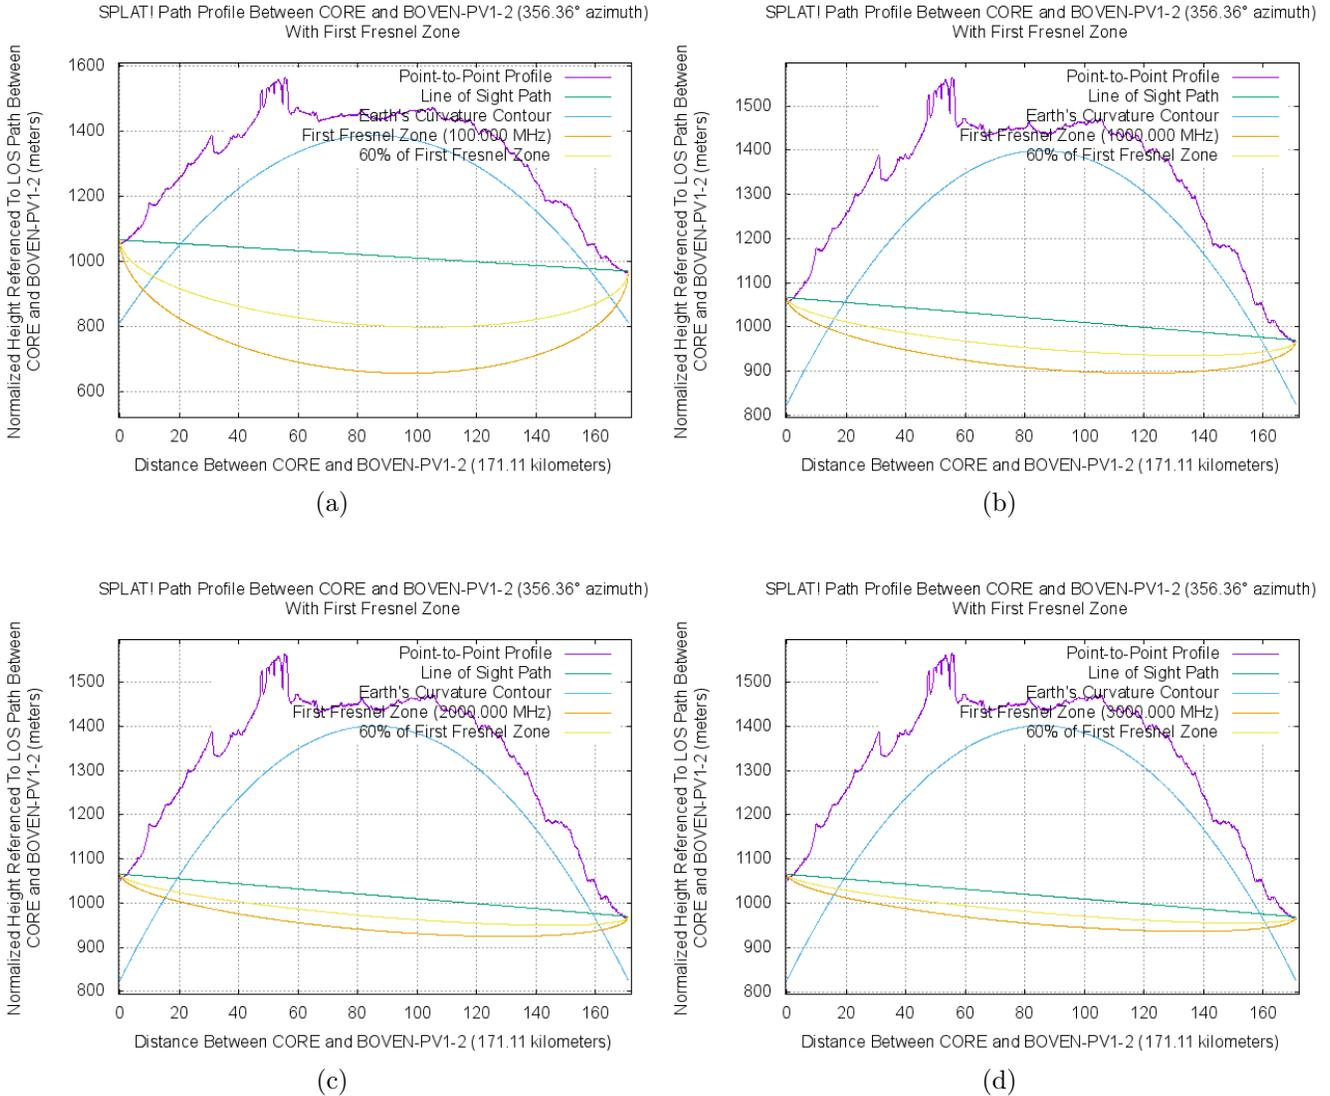 SPLAT! Path Profile Between CORE and BOVEN-PV1-2 (356.36° azimuth)
With First Fresnel Zone
Normalized Height Referenced To LOS Path Between
CORE and BOVEN-PV1-2 (meters)
1600
1400
1200
1000
800
600
Point-to-Point Profile
Line of Sight Path
Earth's Curvature Contour
First Fresnel Zone (100.000 MHz)
60% of First Fresnel Zone
0 20 40 60 80 100 120 140 160
Distance Between CORE and BOVEN-PV1-2 (171.11 kilometers)
(a)
SPLAT! Path Profile Between CORE and BOVEN-PV1-2 (356.36° azimuth)
With First Fresnel Zone
Normalized Height Referenced To LOS Path Between
CORE and BOVEN-PV1-2 (meters)
1500
1400
1300
1200
1100
1000
900
800
Point-to-Point Profile
Line of Sight Path
Earth's Curvature Contour
First Fresnel Zone (1000.000 MHz)
60% of First Fresnel Zone
0 20 40 60 80 100 120 140 160
Distance Between CORE and BOVEN-PV1-2 (171.11 kilometers)
(b)
SPLAT! Path Profile Between CORE and BOVEN-PV1-2 (356.36° azimuth)
With First Fresnel Zone
Normalized Height Referenced To LOS Path Between
CORE and BOVEN-PV1-2 (meters)
1500
1400
1300
1200
1100
1000
900
800
Point-to-Point Profile
Line of Sight Path
Earth's Curvature Contour
First Fresnel Zone (2000.000 MHz)
60% of First Fresnel Zone
0 20 40 60 80 100 120 140 160
Distance Between CORE and BOVEN-PV1-2 (171.11 kilometers)
(c)
SPLAT! Path Profile Between CORE and BOVEN-PV1-2 (356.36° azimuth)
With First Fresnel Zone
Normalized Height Referenced To LOS Path Between
CORE and BOVEN-PV1-2 (meters)
1500
1400
1300
1200
1100
1000
900
800
Point-to-Point Profile
Line of Sight Path
Earth's Curvature Contour
First Fresnel Zone (3000.000 MHz)
60% of First Fresnel Zone
0 20 40 60 80 100 120 140 160
Distance Between CORE and BOVEN-PV1-2 (171.11 kilometers)
(d)